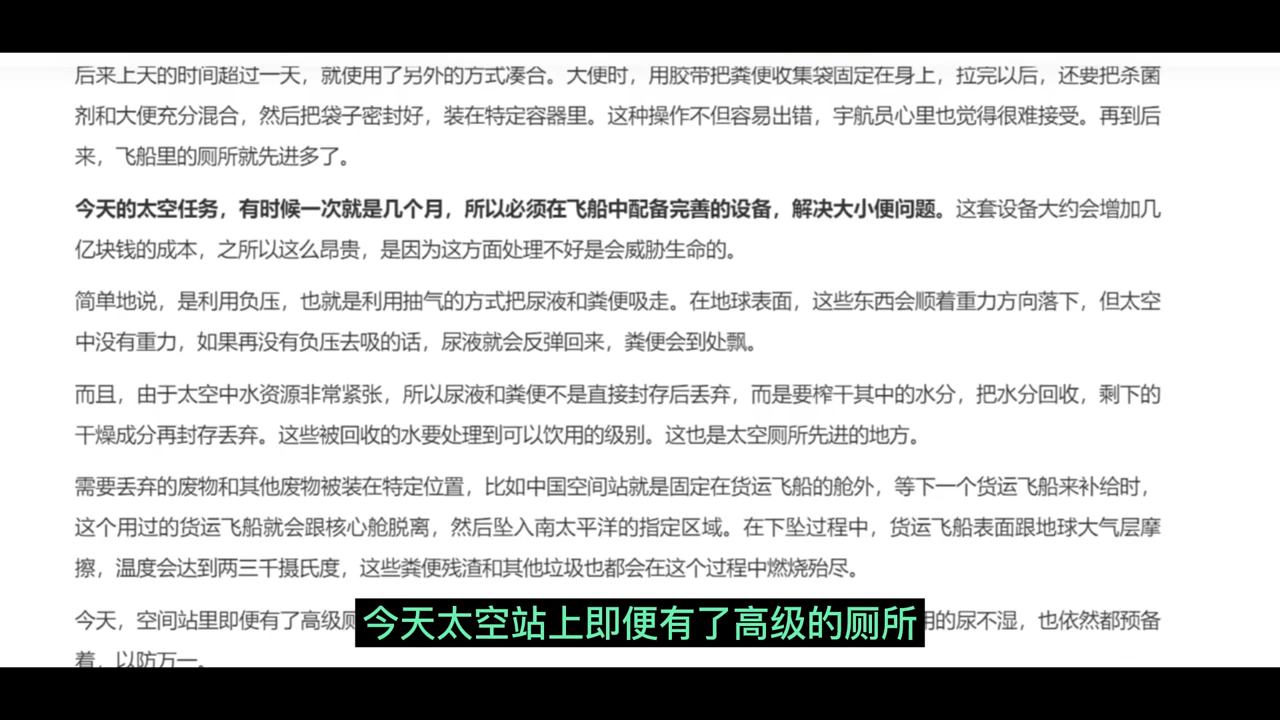 后来上天的时间超过一天，就使用了另外的方式凑合。大便时，用胶带把粪便收集袋固定在身上，拉完以后，还要把杀菌
剂和大便充分混合，然后把袋子密封好，装在特定容器里。这种操作不但容易出错，宇航员心里也觉得很难接受。再到后
来，飞船里的厕所就先进多了。
今天的太空任务，有时候一次就是几个月，所以必须在飞船中配备完善的设备，解决大小便问题。这套设备大约会增加几
亿块钱的成本，之所以这么昂贵，是因为这方面处理不好是会威胁生命的。
简单地说，是利用负压，也就是利用抽气的方式把尿液和粪便吸走。在地球表面，这些东西会顺着重力方向落下，但太空
中没有重力，如果再没有负压去吸的话，尿液就会反弹回来，粪便会到处飘。
而且，由于太空中水资源非常紧张，所以尿液和粪便不是直接封存后丢弃，而是要榨干其中的水分，把水分回收，剩下的
干燥成分再封存丢弃。这些被回收的水要处理到可以饮用的级别。这也是太空厕所先进的地方。
需要丢弃的废物和其他废物被装在特定位置，比如中国空间站就是固定在货运飞船的舱外，等下一个货运飞船来补给时，
这个用过的货运飞船就会跟核心舱脱离，然后坠入南太平洋的指定区域。在下坠过程中，货运飞船表面跟地球大气层摩
擦，温度会达到两三千摄氏度，这些粪便残渣和其他垃圾也都会在这个过程中燃烧殆尽。
今天，空间站里即便有了高级 的尿不湿，也依然都预备
今天太空站上即便有了高级的厕所
着，以防万一。